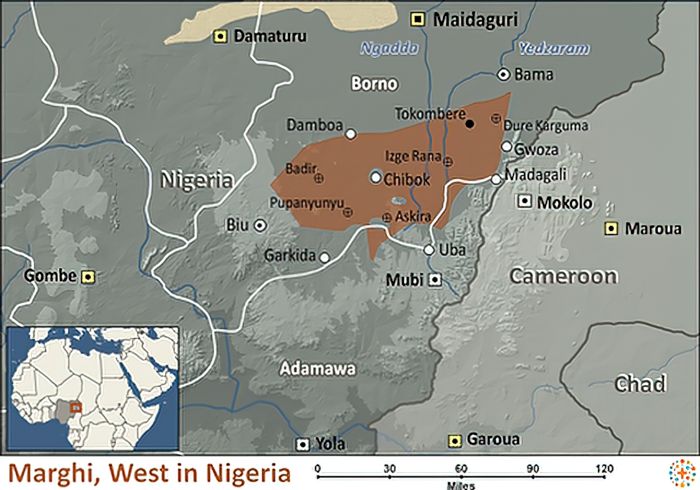 Maidaguri
Damaturu
Ngadda
Yedzaram
Bama
Borno
Tokombere
Damboa
Dure Karguma
Izge Rana
Gwoza
Badir
Nigeria
Chibok
Madagali
Pupanyunyu
Askira
Mokolo
Biu
Maroua
Garkida
Uba
Gombe
Mubi
Cameroon
Adamawa
Chad
Yola
Garoua
Marghi, West in Nigeria
0 30 60 90 120
Miles